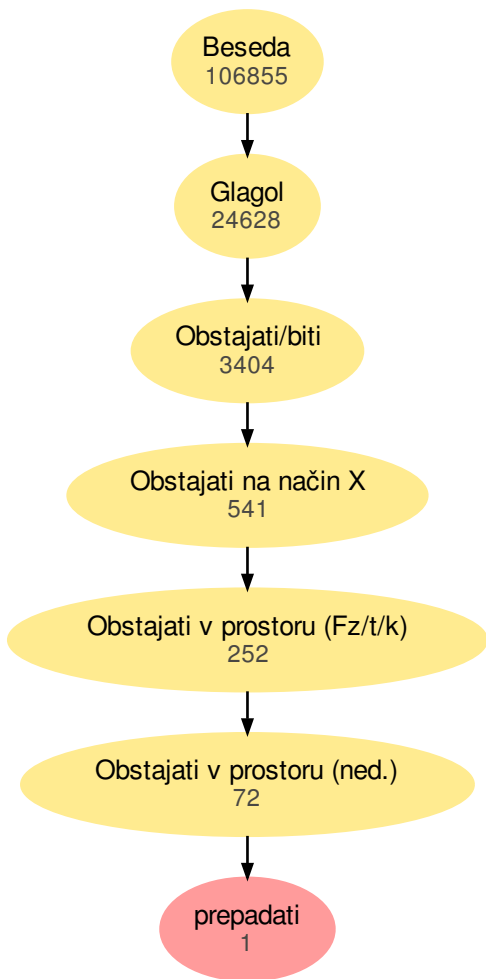 Beseda
106855
Glagol
24628
Obstajati/biti
3404
Obstajati na način X
541
Obstajati v prostoru (Fz/t/k)
252
Obstajati v prostoru (ned.)
72
prepadati
1